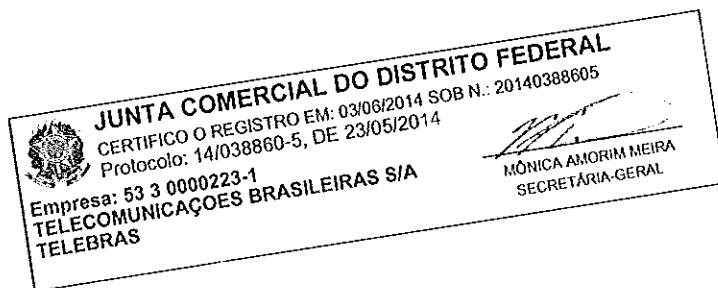 JUNTA COMERCIAL DO DISTRITO FEDERAL
CERTIFICO O REGISTRO EM: 03/06/2014 SOB N.: 20140388605
Protocolo: 14/038860-5, DE 23/05/2014
Empresa: 53 3 0000223-1
TELECOMUNICAÇOES BRASILEIRAS S/A
TELEBRAS
MÔNICA AMORIM MEIRA
SECRETÁRIA-GERAL